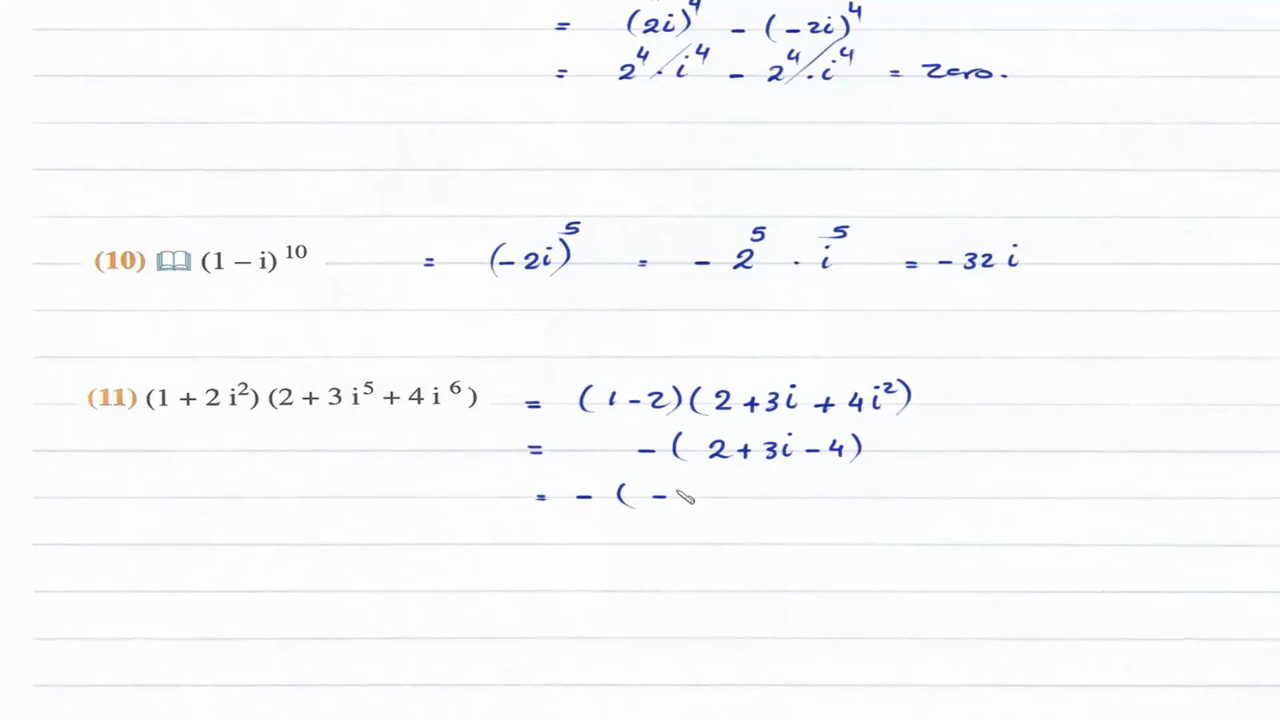 = (2i)⁴ - (-2i)⁴
= 2⁴ · i⁴ - 2⁴ · i⁴ = Zero.
(10) (1 – i) ¹⁰ = (-2i)⁵ = - 2⁵ · i⁵ = - 32 i
(11) (1 + 2 i²) (2 + 3 i⁵ + 4 i ⁶ ) = (1-2)(2+3i + 4i²)
= - ( 2+3i-4)
= - ( -